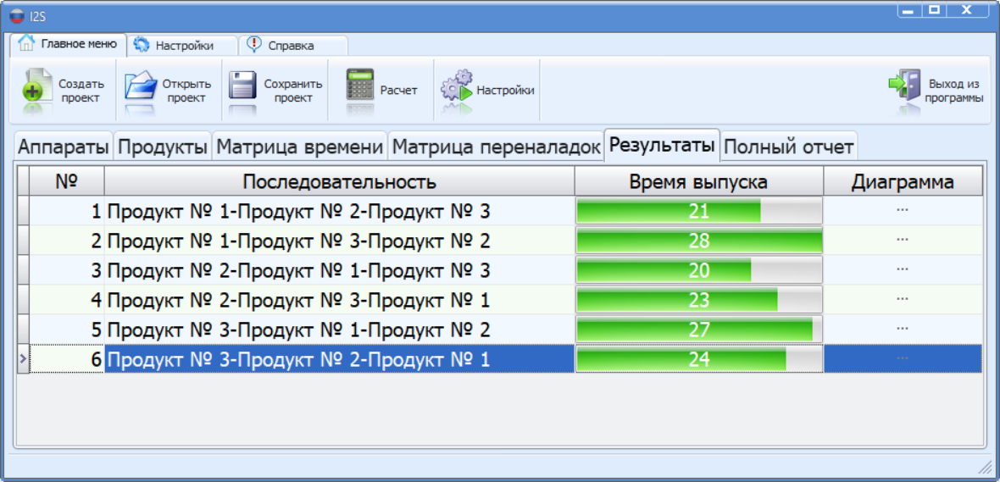 I2S
Главное меню Настройки Справка
Создать проект Открыть проект Сохранить проект Расчет Настройки Выход из программы
Аппараты Продукты Матрица времени Матрица переналадок Результаты Полный отчет
№ Последовательность Время выпуска Диаграмма
1 Продукт № 1-Продукт № 2-Продукт № 3 21 ...
2 Продукт № 1-Продукт № 3-Продукт № 2 28 ...
3 Продукт № 2-Продукт № 1-Продукт № 3 20 ...
4 Продукт № 2-Продукт № 3-Продукт № 1 23 ...
5 Продукт № 3-Продукт № 1-Продукт № 2 27 ...
6 Продукт № 3-Продукт № 2-Продукт № 1 24 ...